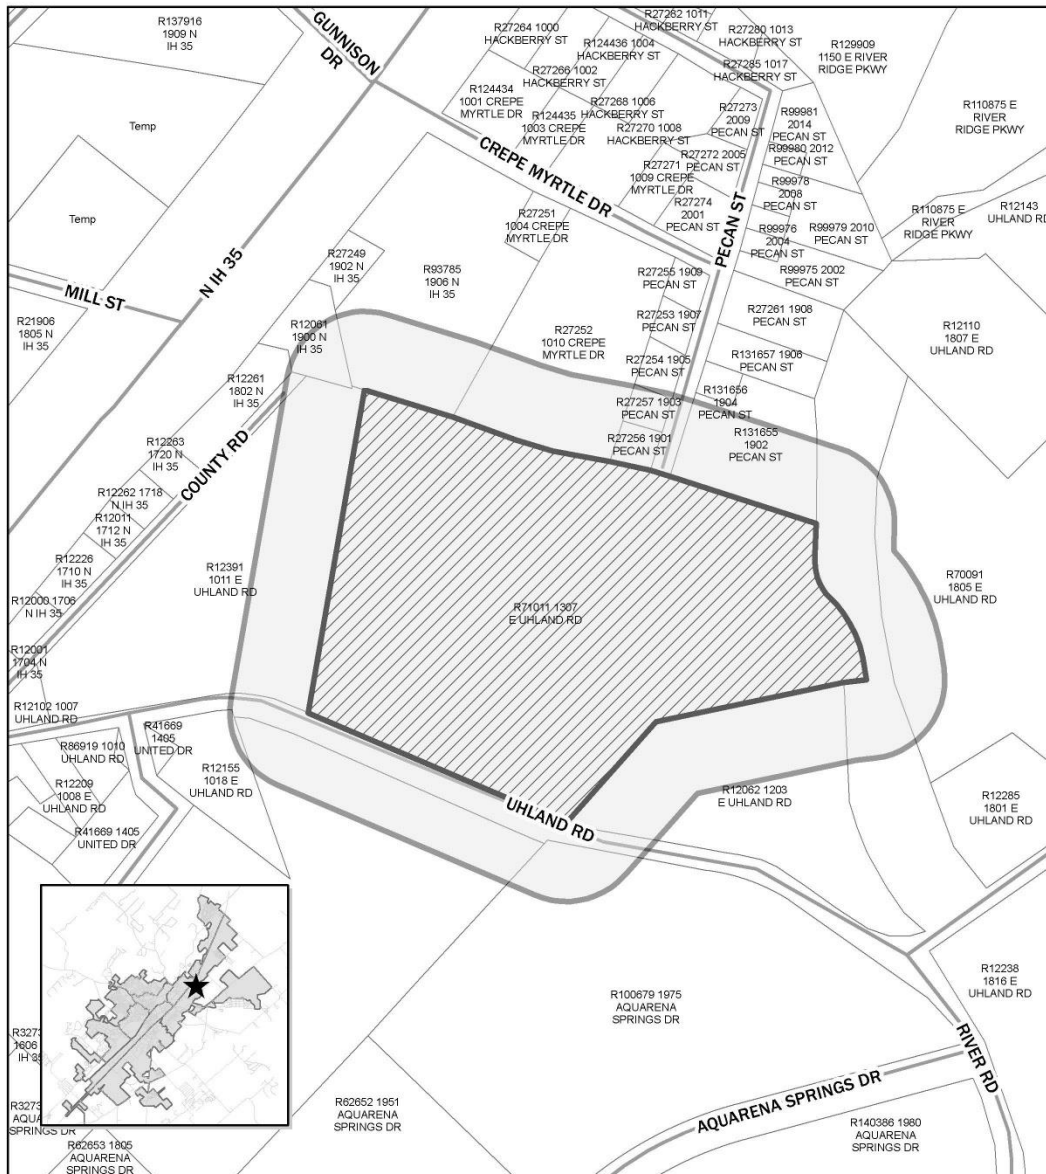 R137916
1909 N
IH 35
GUNNISON
DR
R27264 1000
HACKBERRY ST
R27262 1011
HACKBERRY ST
R124436 1004
HACKBERRY ST
R27280 1013
HACKBERRY ST
R129909
1150 E RIVER
RIDGE PKWY
R27266 1002
HACKBERRY ST
R27285 1017
HACKBERRY ST
R124434
1001 CREPE
MYRTLE DR
R27268 1006
HACKBERRY ST
R27273
2009
PECAN ST
R99981
2014
PECAN ST
R110875 E
RIVER
RIDGE PKWY
Temp
R124435
1003 CREPE
MYRTLE DR
R27270 1008
HACKBERRY ST
CREPE MYRTLE DR
R27272 2005
PECAN ST
R99980 2012
PECAN ST
R27271
1009 CREPE
MYRTLE DR
R99978
2008
PECAN ST
R27274
2001
PECAN ST
PECAN ST
R110875 E
RIVER
RIDGE PKWY
R12143
UHLAND RD
Temp
R27251
1004 CREPE
MYRTLE DR
R99976
2004
PECAN ST
R99979 2010
PECAN ST
N IH 35
R27249
1902 N
IH 35
R93785
1906 N
IH 35
R27255 1909
PECAN ST
R99975 2002
PECAN ST
MILL ST
R21906
1805 N
IH 35
R12061
1900 N
IH 35
R27252
1010 CREPE
MYRTLE DR
R27253 1907
PECAN ST
R27261 1908
PECAN ST
R12110
1807 E
UHLAND RD
R27254 1905
PECAN ST
R131657 1906
PECAN ST
R12261
1802 N
IH 35
R27257 1903
PECAN ST
R131656
1904
PECAN ST
R12263
1720 N
IH 35
COUNTY RD
R27256 1901
PECAN ST
R131655
1902
PECAN ST
R12262 1718
N IH 35
R12011
1712 N
IH 35
R12226
1710 N
IH 35
R12391
1011 E
UHLAND RD
R70091
1805 E
UHLAND RD
R12000 1706
N IH 35
R71011 1307
E UHLAND RD
R12001
1704 N
IH 35
R12102 1007
UHLAND RD
R41669
1405
UNITED DR
R86919 1010
UHLAND RD
R12155
1018 E
UHLAND RD
R12209
1008 E
UHLAND RD
R41669 1405
UNITED DR
UHLAND RD
R12062 1203
E UHLAND RD
R12285
1801 E
UHLAND RD
R12238
1816 E
UHLAND RD
R100679 1975
AQUARENA
SPRINGS DR
RIVER RD
R3273
1606
IH 35
AQUARENA SPRINGS DR
R3273
AQUA
SPRINGS DR
R62652 1951
AQUARENA
SPRINGS DR
R140386 1980
AQUARENA
SPRINGS DR
R62653 1805
AQUARENA
SPRINGS DR